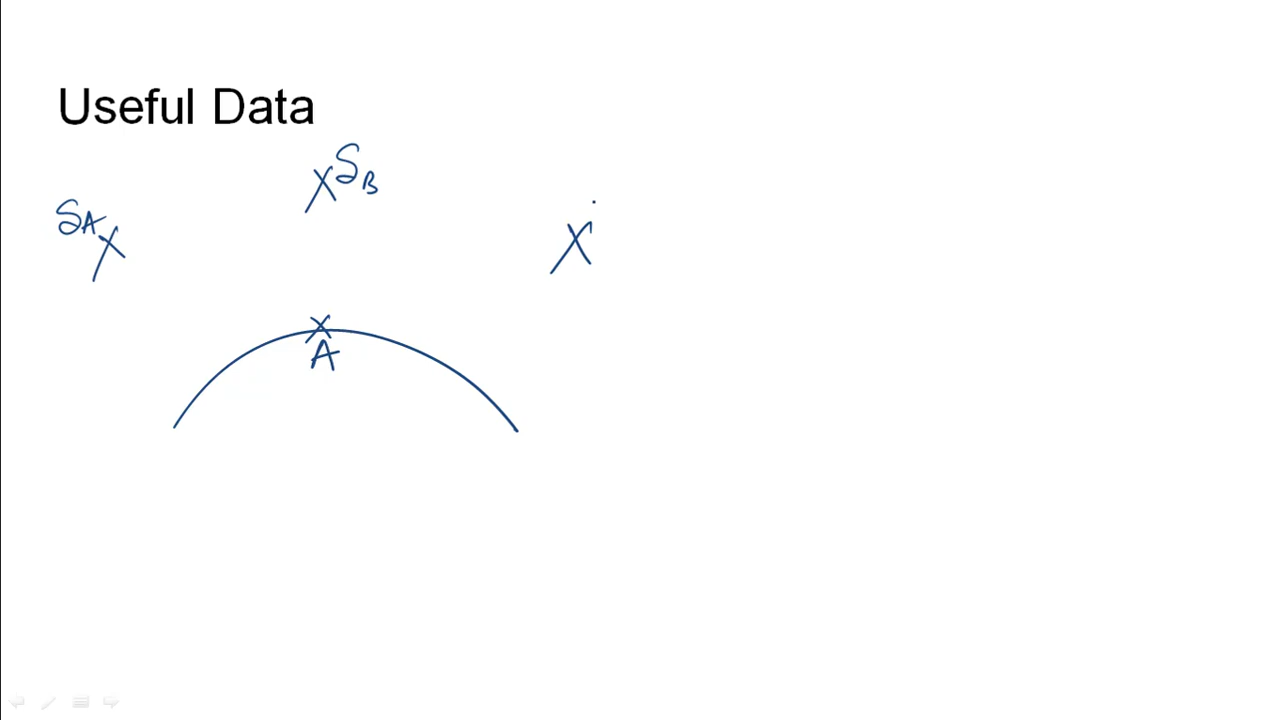 Useful Data
X S_B
S_A X
X
X
A